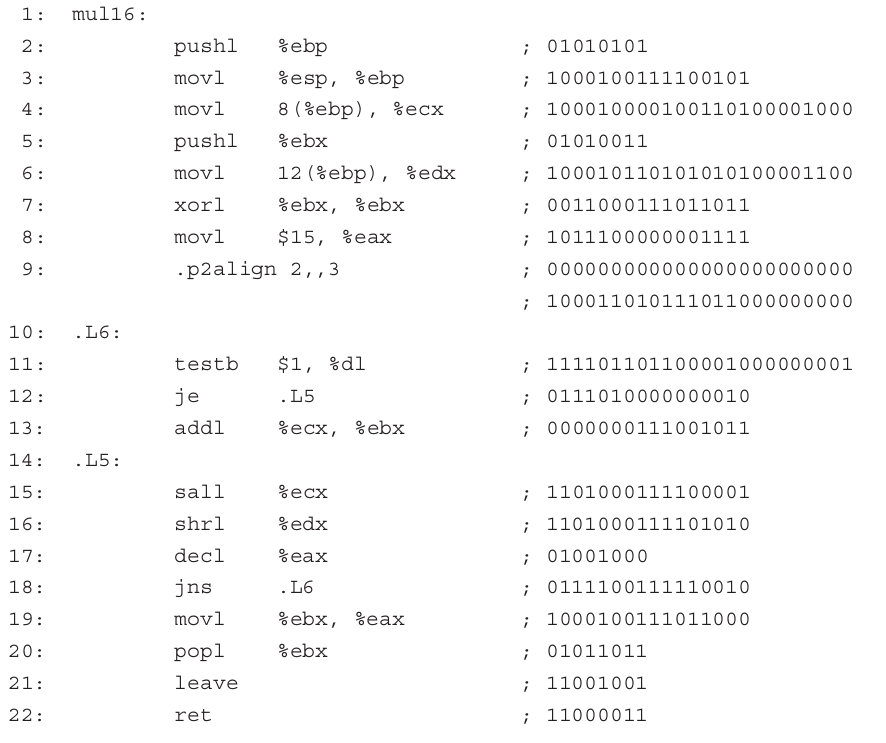 1: mul16:
2: pushl %ebp ; 01010101
3: movl %esp, %ebp ; 1000100111100101
4: movl 8(%ebp), %ecx ; 100010000100110100001000
5: pushl %ebx ; 01010011
6: movl 12(%ebp), %edx ; 100010110101010100001100
7: xorl %ebx, %ebx ; 0011000111011011
8: movl $15, %eax ; 1011100000001111
9: .p2align 2,,3 ; 000000000000000000000000
; 100011010111011000000000
10: .L6:
11: testb $1, %dl ; 111101101100001000000001
12: je .L5 ; 0111010000000010
13: addl %ecx, %ebx ; 0000000111001011
14: .L5:
15: sall %ecx ; 1101000111100001
16: shrl %edx ; 1101000111101010
17: decl %eax ; 01001000
18: jns .L6 ; 0111100111110010
19: movl %ebx, %eax ; 1000100111011000
20: popl %ebx ; 01011011
21: leave ; 11001001
22: ret ; 11000011